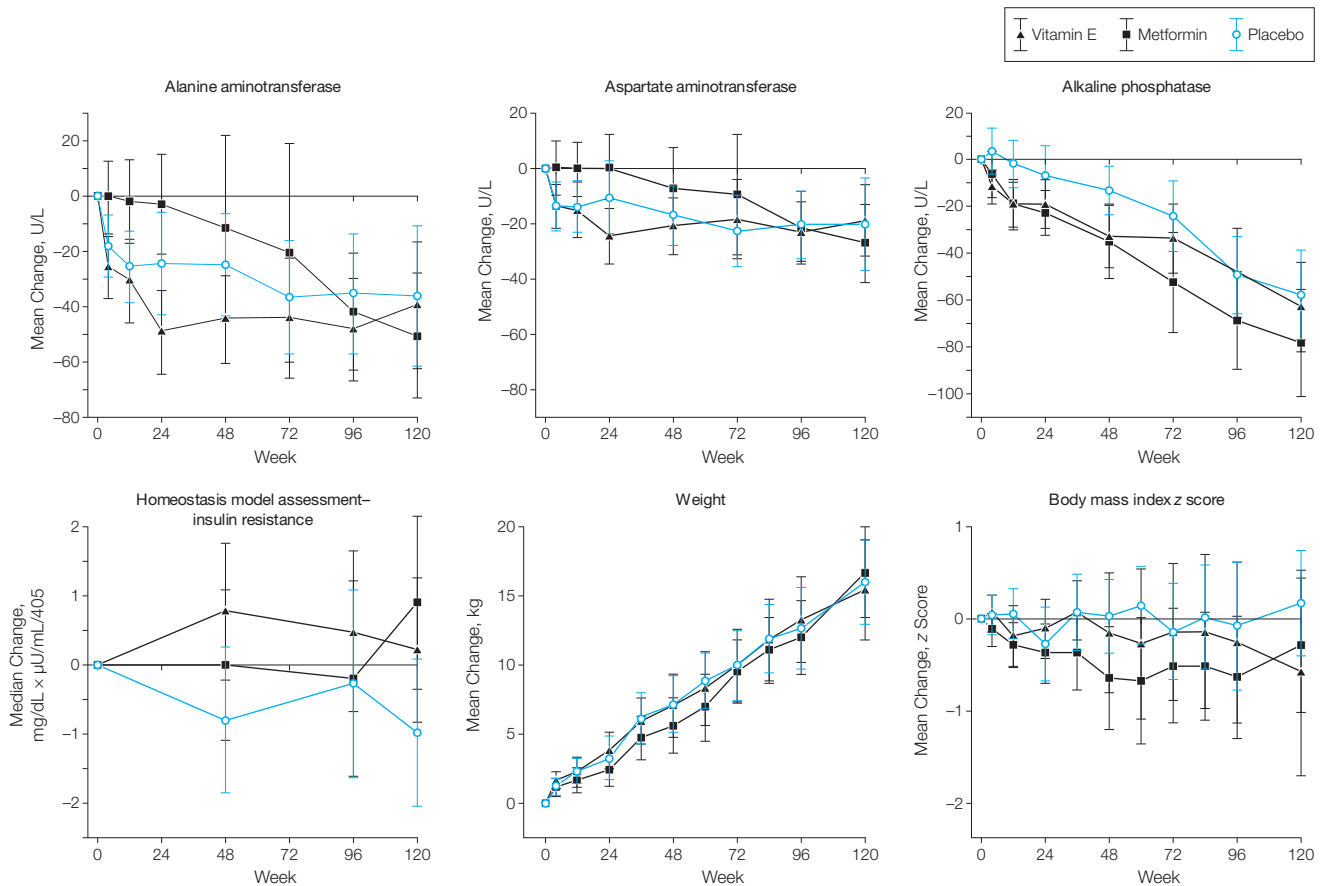 Vitamin E Metformin Placebo
Alanine aminotransferase
Mean Change, U/L
20
0
−20
−40
−60
−80
0 24 48 72 96 120
Week
Aspartate aminotransferase
Mean Change, U/L
20
0
−20
−40
−60
−80
0 24 48 72 96 120
Week
Alkaline phosphatase
Mean Change, U/L
20
0
−20
−40
−60
−80
−100
0 24 48 72 96 120
Week
Homeostasis model assessment–
insulin resistance
Median Change,
mg/dL × μU/mL/405
2
1
0
−1
−2
0 24 48 72 96 120
Week
Weight
Mean Change, kg
20
15
10
5
0
0 24 48 72 96 120
Week
Body mass index z score
Mean Change, z Score
1
0
−1
−2
0 24 48 72 96 120
Week